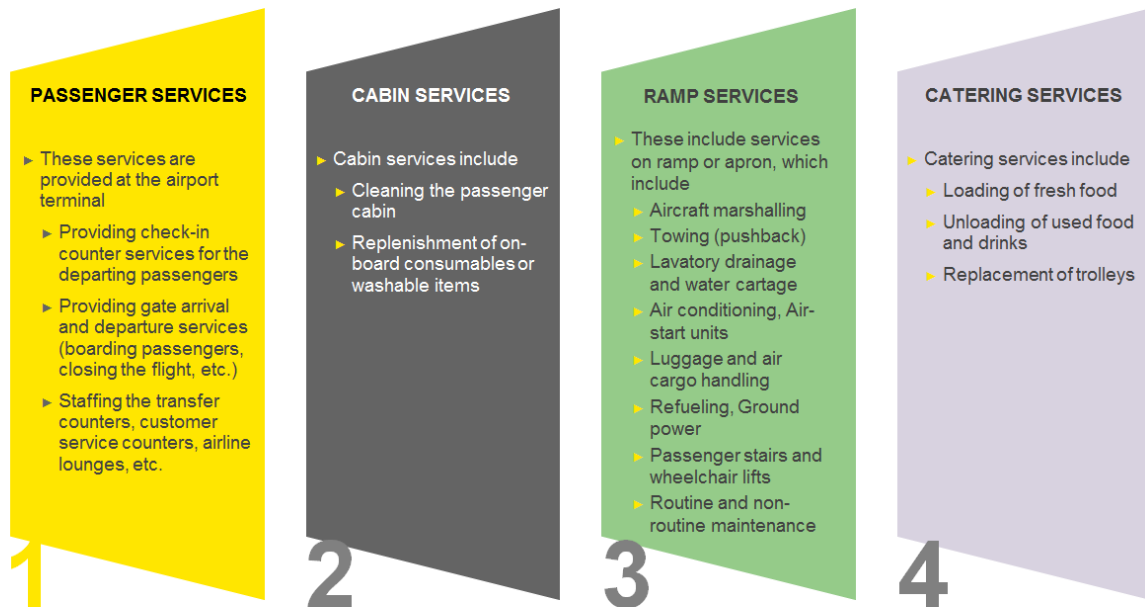 PASSENGER SERVICES
► These services are
provided at the airport
terminal
► Providing check-in
counter services for the
departing passengers
► Providing gate arrival
and departure services
(boarding passengers,
closing the flight, etc.)
► Staffing the transfer
counters, customer
service counters, airline
lounges, etc.
1
CABIN SERVICES
► Cabin services include
► Cleaning the passenger
cabin
► Replenishment of on-
board consumables or
washable items
2
RAMP SERVICES
► These include services
on ramp or apron, which
include
► Aircraft marshalling
► Towing (pushback)
► Lavatory drainage
and water cartage
► Air conditioning, Air-
start units
► Luggage and air
cargo handling
► Refueling, Ground
power
► Passenger stairs and
wheelchair lifts
► Routine and non-
routine maintenance
3
CATERING SERVICES
► Catering services include
► Loading of fresh food
► Unloading of used food
and drinks
► Replacement of trolleys
4